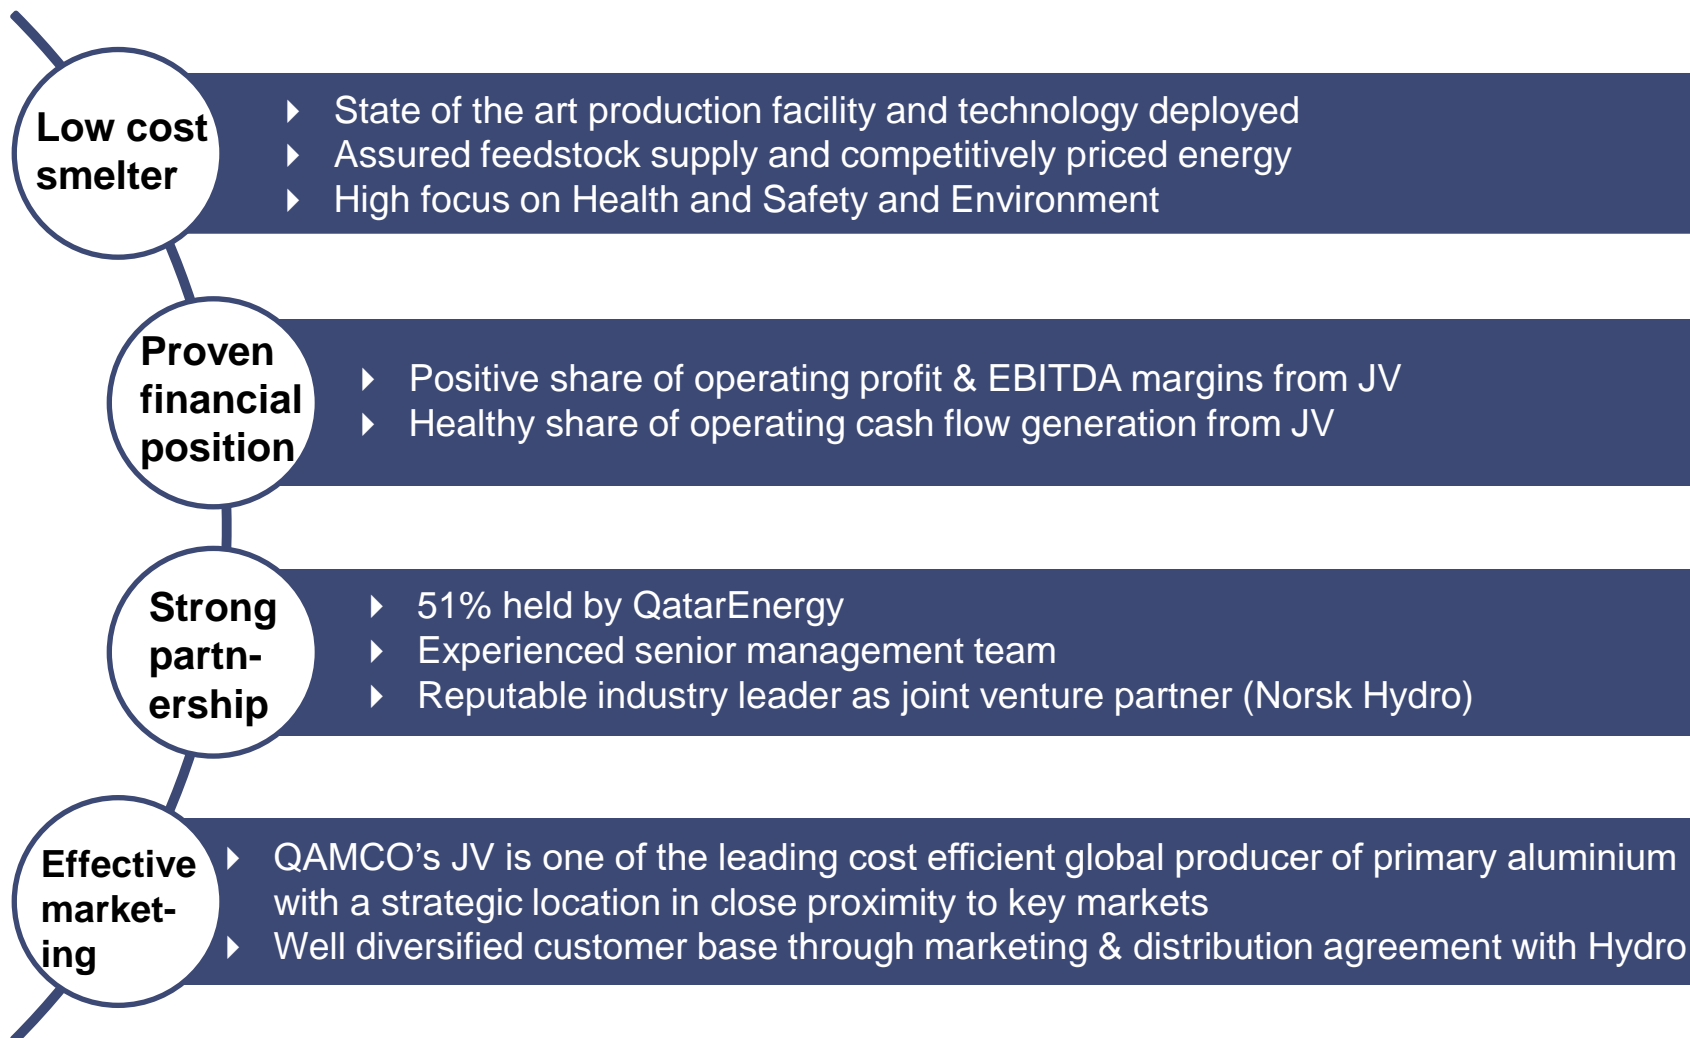 Low cost
smelter
State of the art production facility and technology deployed
Assured feedstock supply and competitively priced energy
High focus on Health and Safety and Environment
Proven
financial
position
Positive share of operating profit & EBITDA margins from JV
Healthy share of operating cash flow generation from JV
Strong
partn-
ership
51% held by QatarEnergy
Experienced senior management team
Reputable industry leader as joint venture partner (Norsk Hydro)
Effective
market-
ing
QAMCO’s JV is one of the leading cost efficient global producer of primary aluminium
with a strategic location in close proximity to key markets
Well diversified customer base through marketing & distribution agreement with Hydro